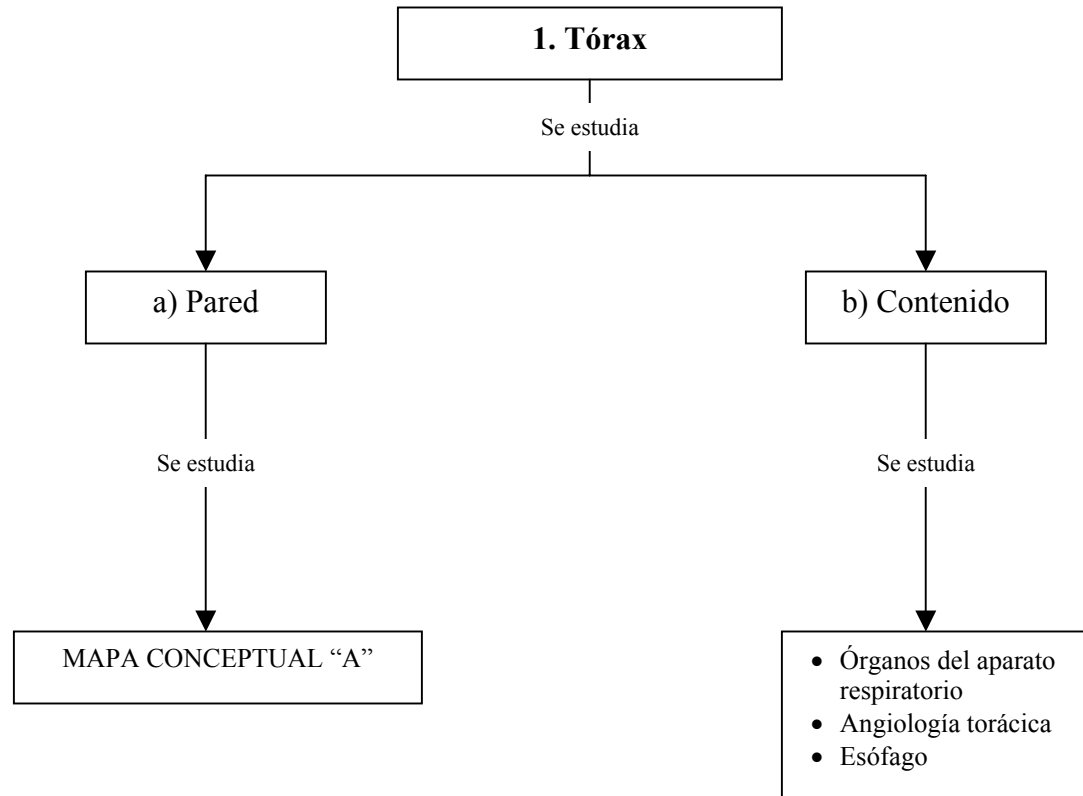 1. Tórax
Se estudia
a) Pared
b) Contenido
Se estudia
Se estudia
MAPA CONCEPTUAL “A”
• Órganos del aparato
respiratorio
• Angiología torácica
• Esófago